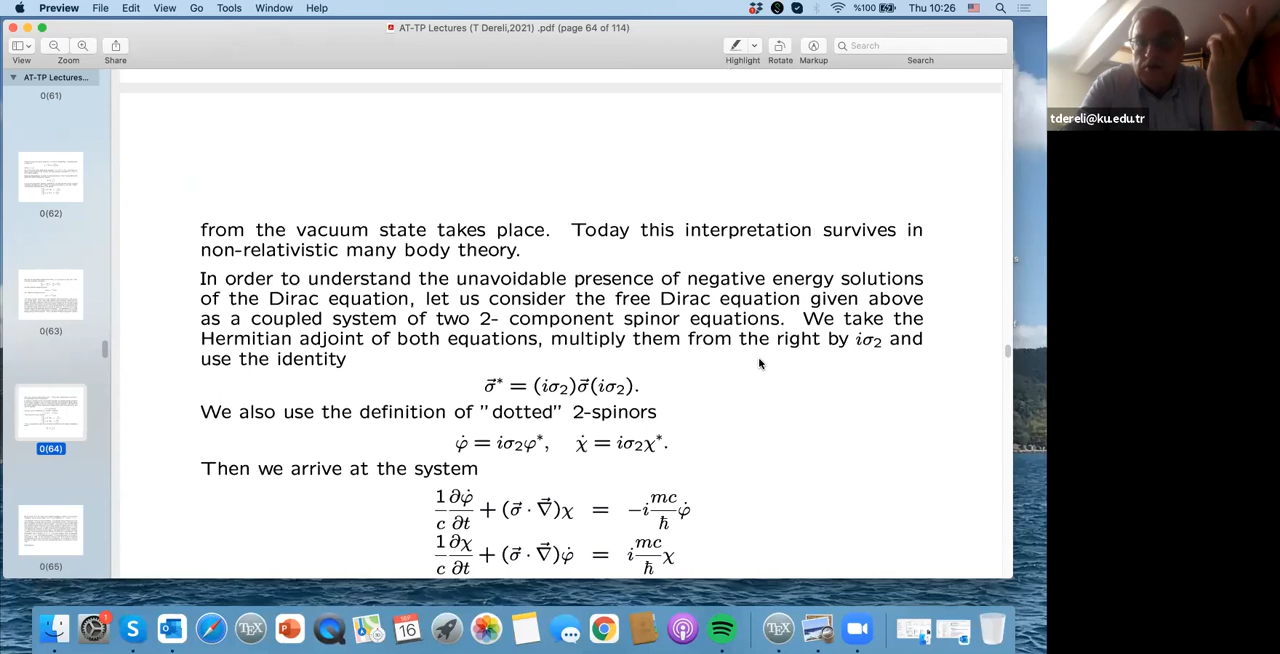 Preview File Edit View Go Tools Window Help
%100 Thu 10:26
AT-TP Lectures (T Dereli,2021) .pdf (page 64 of 114)
View Zoom Share Highlight Rotate Markup Search
Search
AT-TP Lectures...
0(61)
0(62)
0(63)
0(64)
0(65)
from the vacuum state takes place. Today this interpretation survives in
non-relativistic many body theory.
In order to understand the unavoidable presence of negative energy solutions
of the Dirac equation, let us consider the free Dirac equation given above
as a coupled system of two 2- component spinor equations. We take the
Hermitian adjoint of both equations, multiply them from the right by iσ₂ and
use the identity
σ⃗* = (iσ₂)σ⃗(iσ₂).
We also use the definition of "dotted" 2-spinors
φ̇ = iσ₂φ*, χ̇ = iσ₂χ*.
Then we arrive at the system
1/c ∂φ̇/∂t + (σ⃗ · ∇⃗)χ = −i mc/ħ φ̇
1/c ∂χ/∂t + (σ⃗ · ∇⃗)φ̇ = i mc/ħ χ
tdereli@ku.edu.tr
SEP
16
1
TEX
TEX